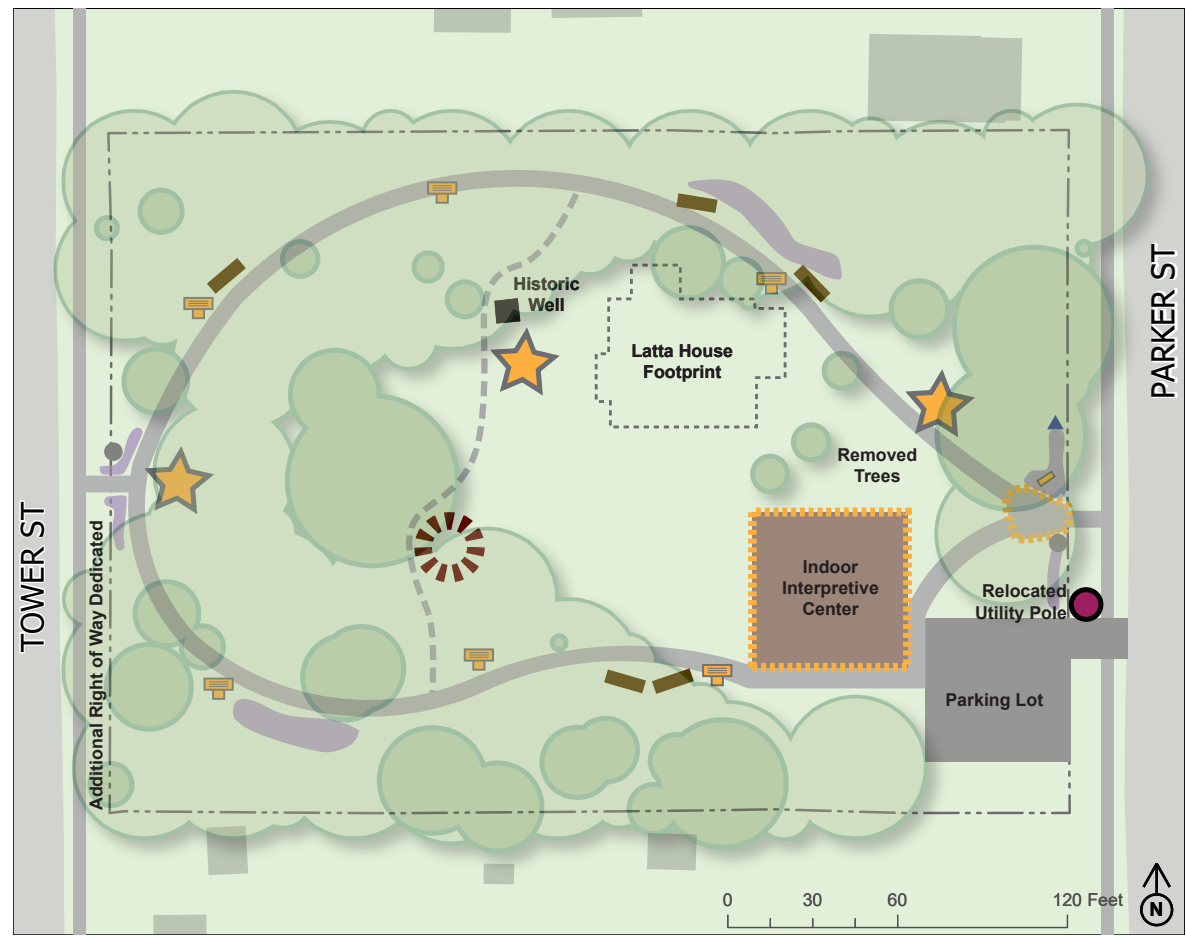 PARKER ST
Historic
Well
Latta House
Footprint
Removed
Trees
TOWER ST
Additional Right of Way Dedicated
Indoor
Interpretive
Center
Relocated
Utility Pole
Parking Lot
0 30 60 120 Feet
N